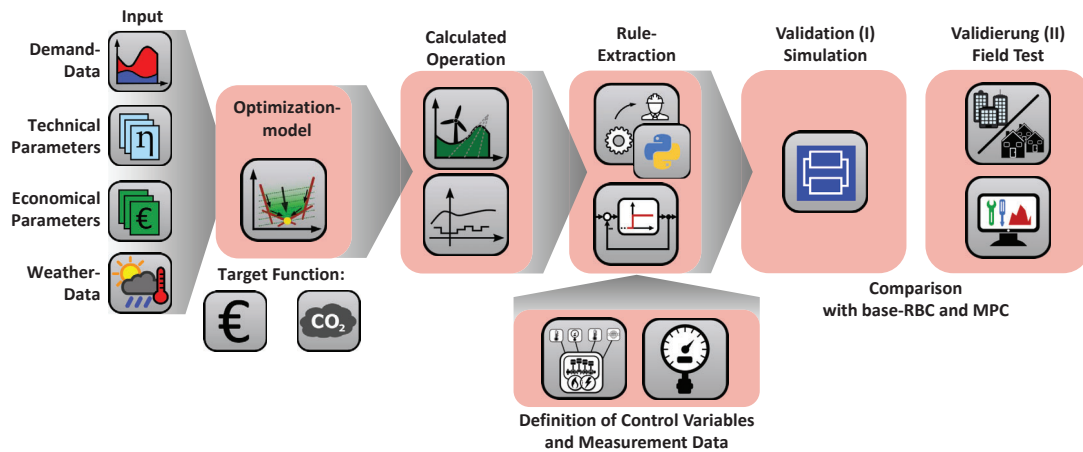 Input
Demand-
Data
Technical
Parameters
η
Economical
Parameters
€
Weather-
Data
Optimization-
model
Target Function:
€
CO2
Calculated
Operation
Rule-
Extraction
Definition of Control Variables
and Measurement Data
Validation (I)
Simulation
Validierung (II)
Field Test
Comparison
with base-RBC and MPC